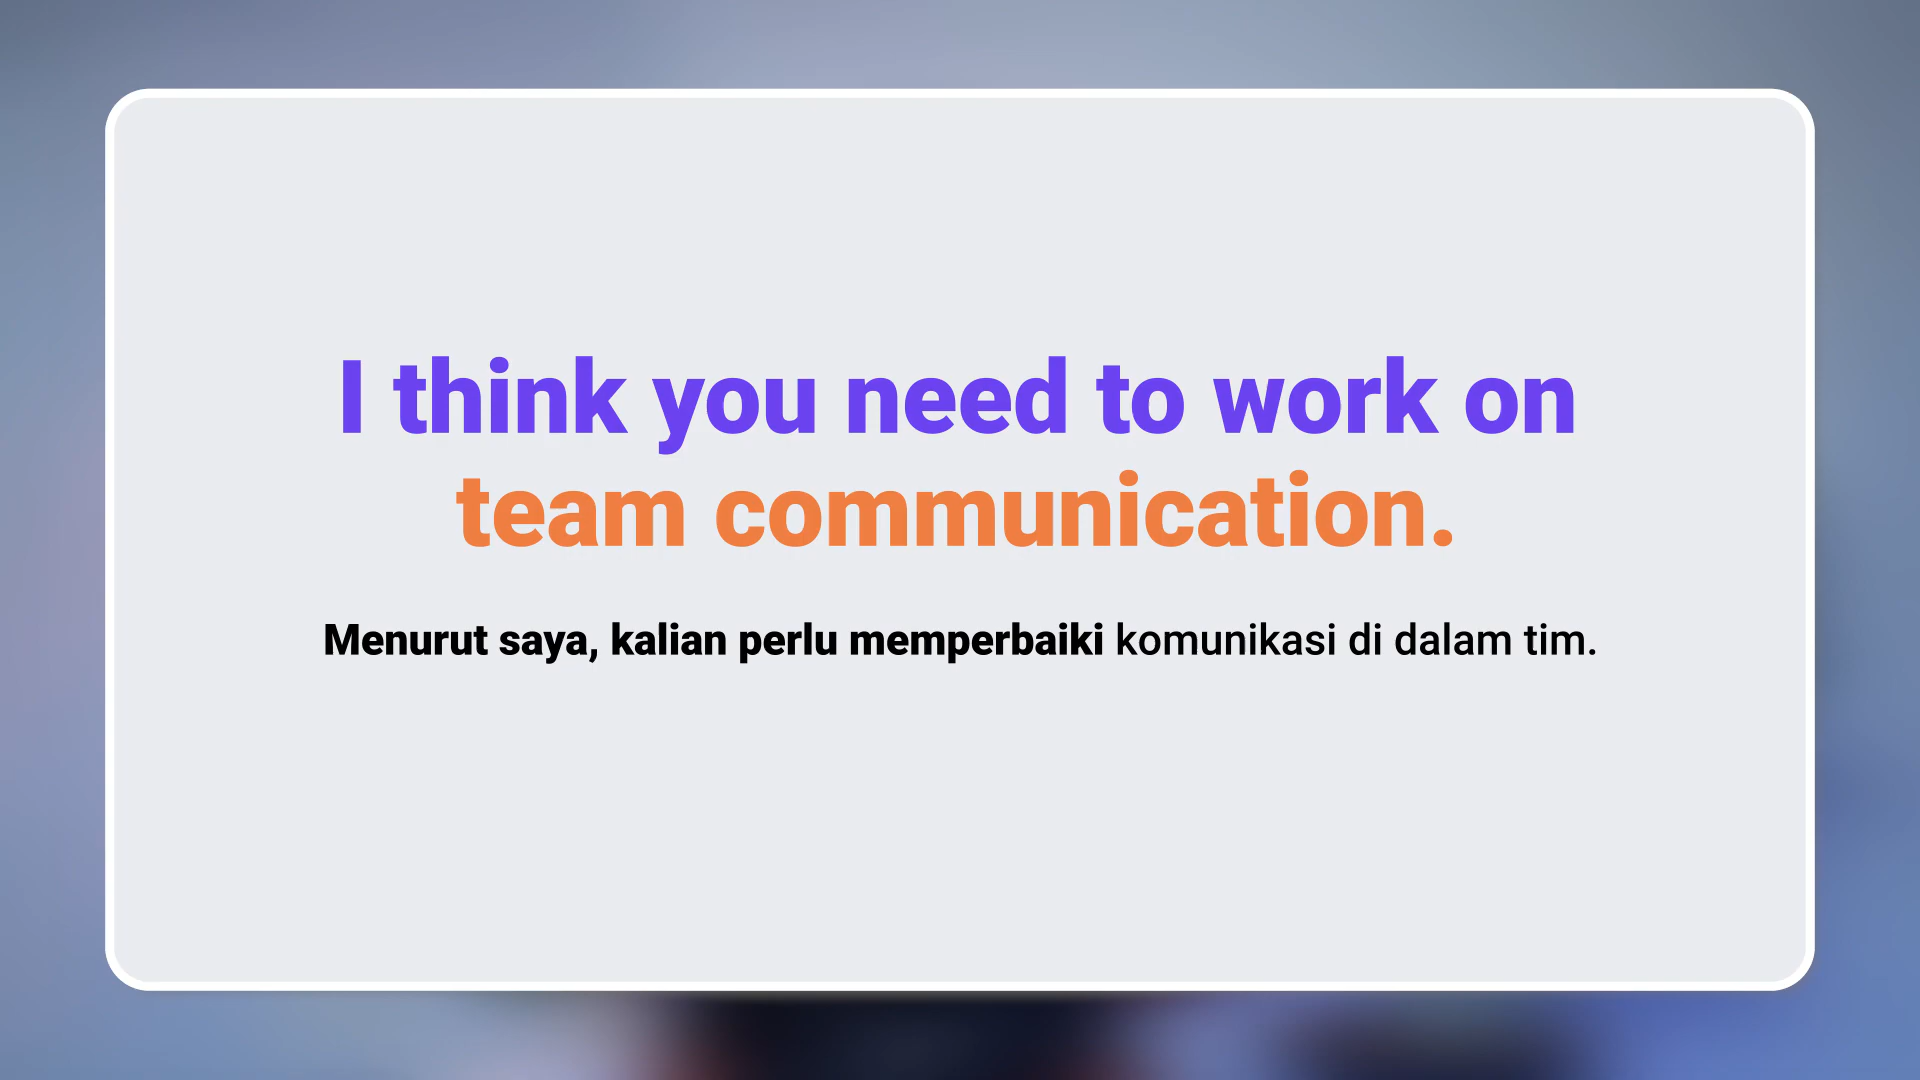 I think you need to work on
team communication.
Menurut saya, kalian perlu memperbaiki komunikasi di dalam tim.